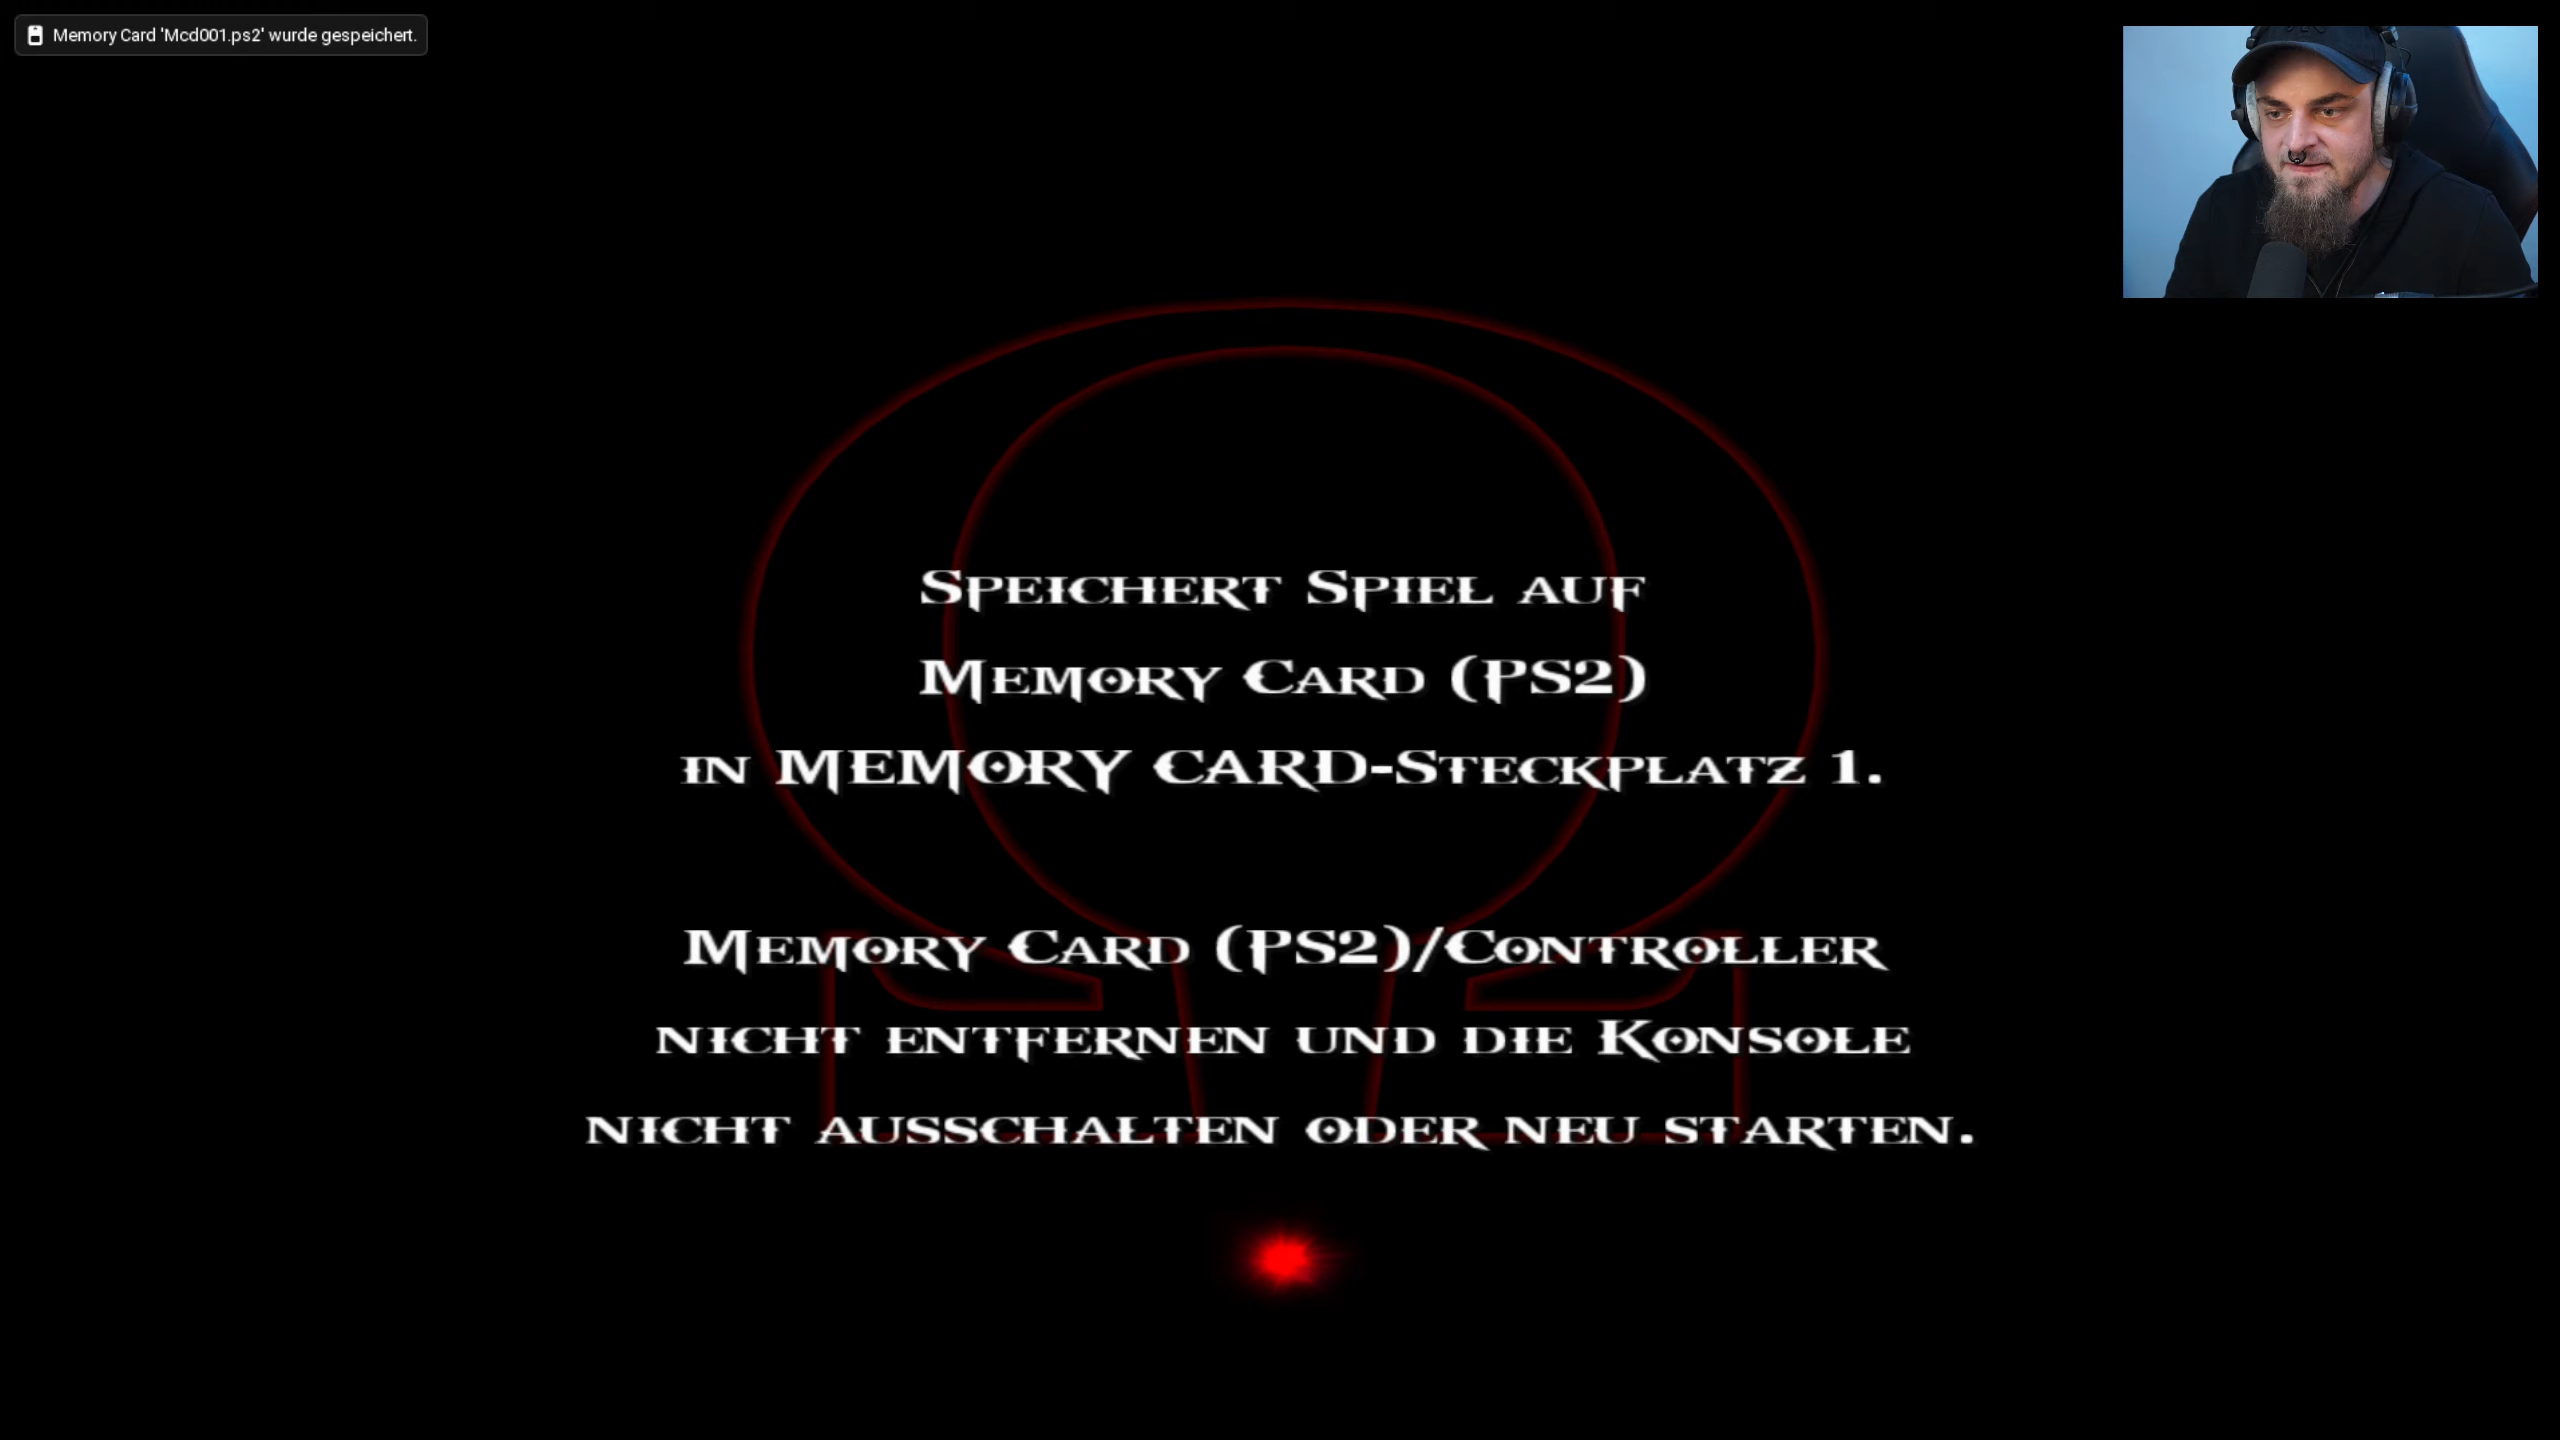 Memory Card 'Mcd001.ps2' wurde gespeichert.
Speichert Spiel auf
Memory Card (PS2)
in MEMORY CARD-Steckplatz 1.
Memory Card (PS2)/Controller
nicht entfernen und die Konsole
nicht ausschalten oder neu starten.